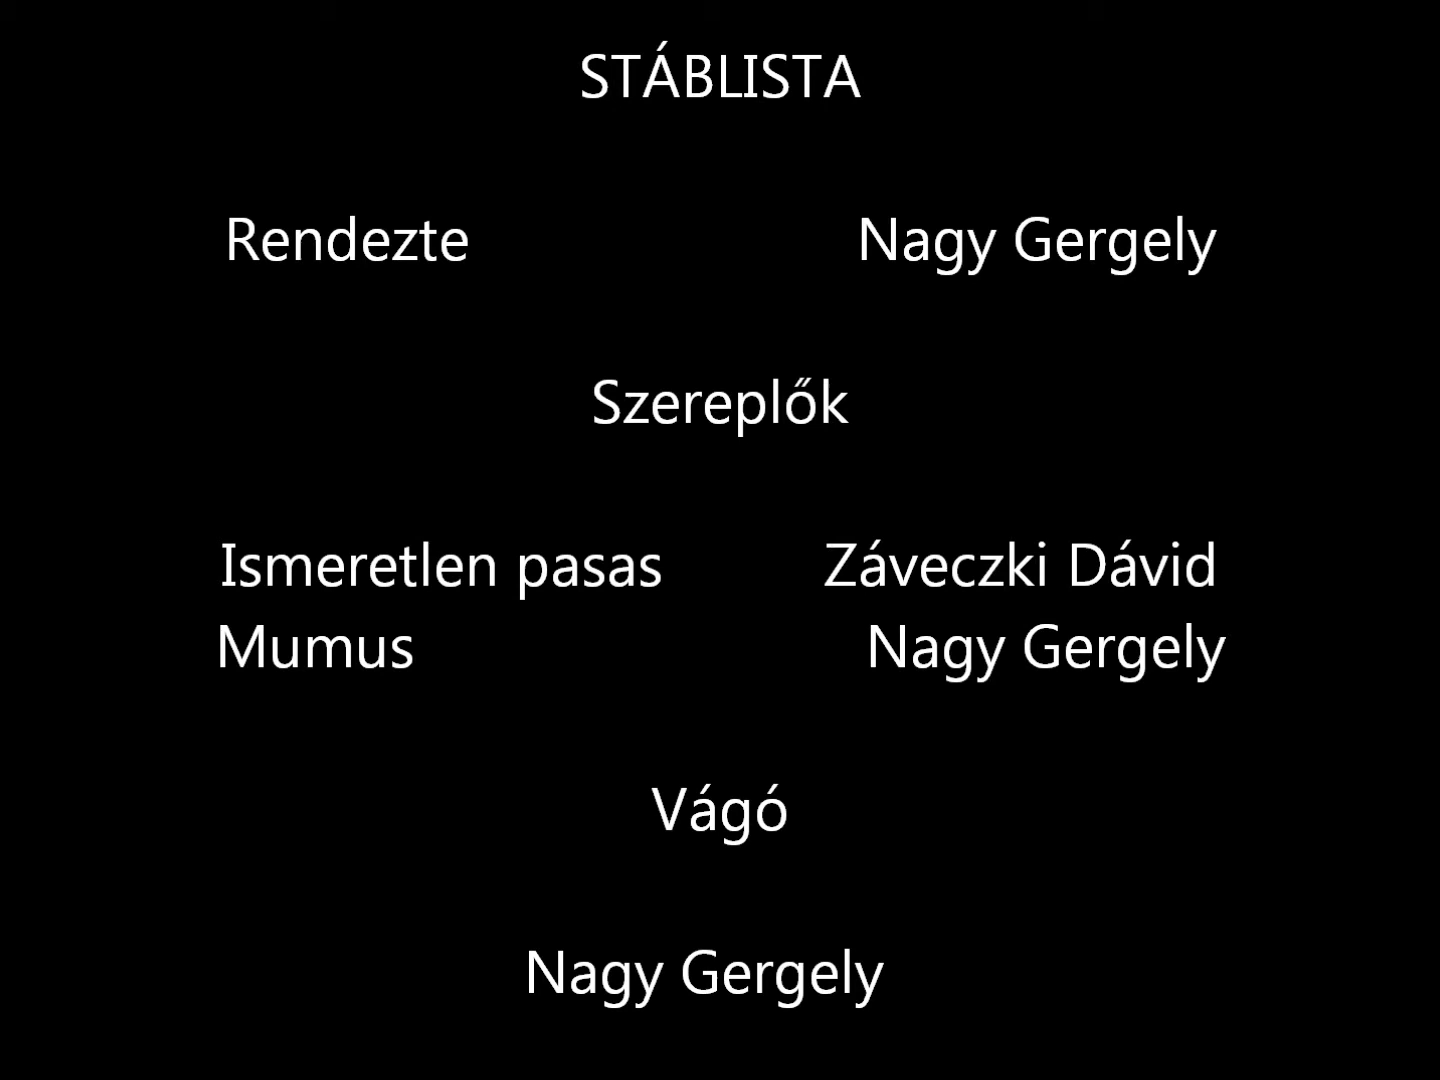 STÁBLISTA
Rendezte Nagy Gergely
Szereplők
Ismeretlen pasas Záveczki Dávid
Mumus Nagy Gergely
Vágó
Nagy Gergely